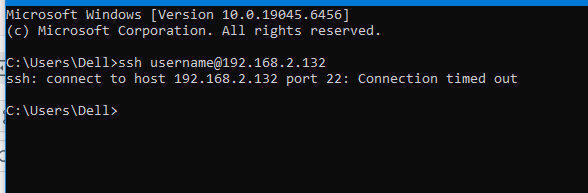 Microsoft Windows [Version 10.0.19045.6456]
(c) Microsoft Corporation. All rights reserved.
C:\Users\Dell>ssh username@192.168.2.132
ssh: connect to host 192.168.2.132 port 22: Connection timed out
C:\Users\Dell>